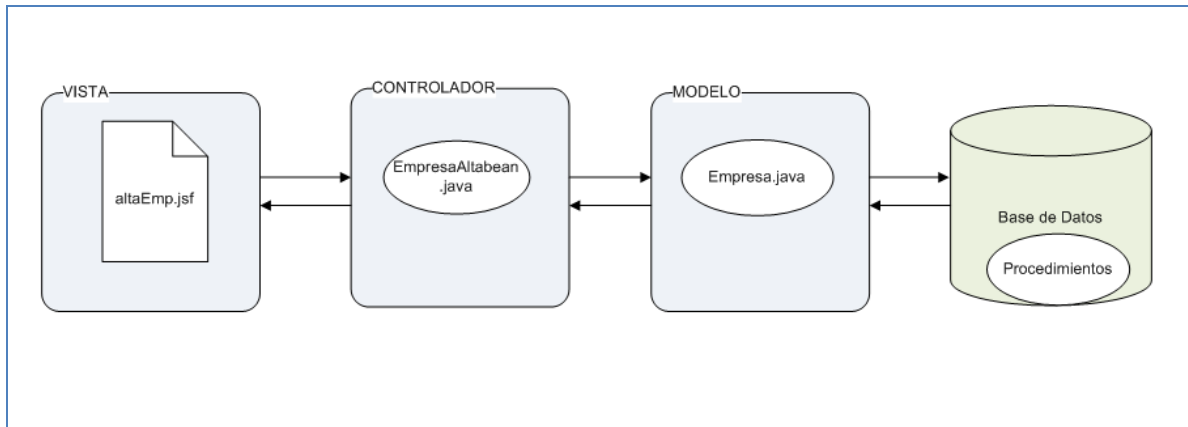 VISTA
altaEmp.jsf
CONTROLADOR
EmpresaAltabean
.java
MODELO
Empresa.java
Base de Datos
Procedimientos